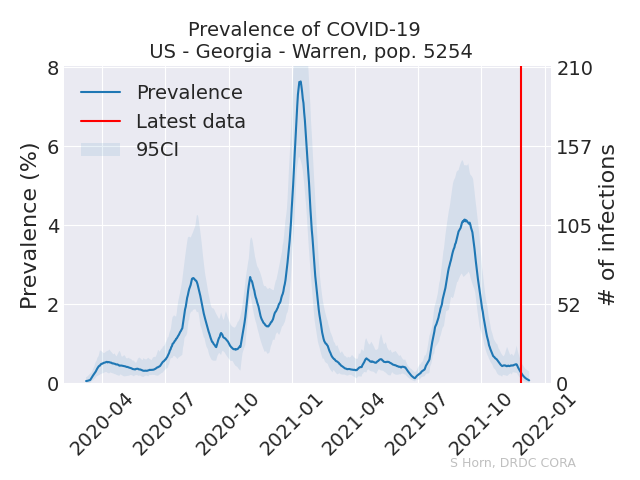 Prevalence of COVID-19
US - Georgia - Warren, pop. 5254
Prevalence (%)
8
6
4
2
0
Prevalence
Latest data
95CI
210
157
105
52
0
# of infections
2020-04
2020-07
2020-10
2021-01
2021-04
2021-07
2021-10
2022-01
S Horn, DRDC CORA